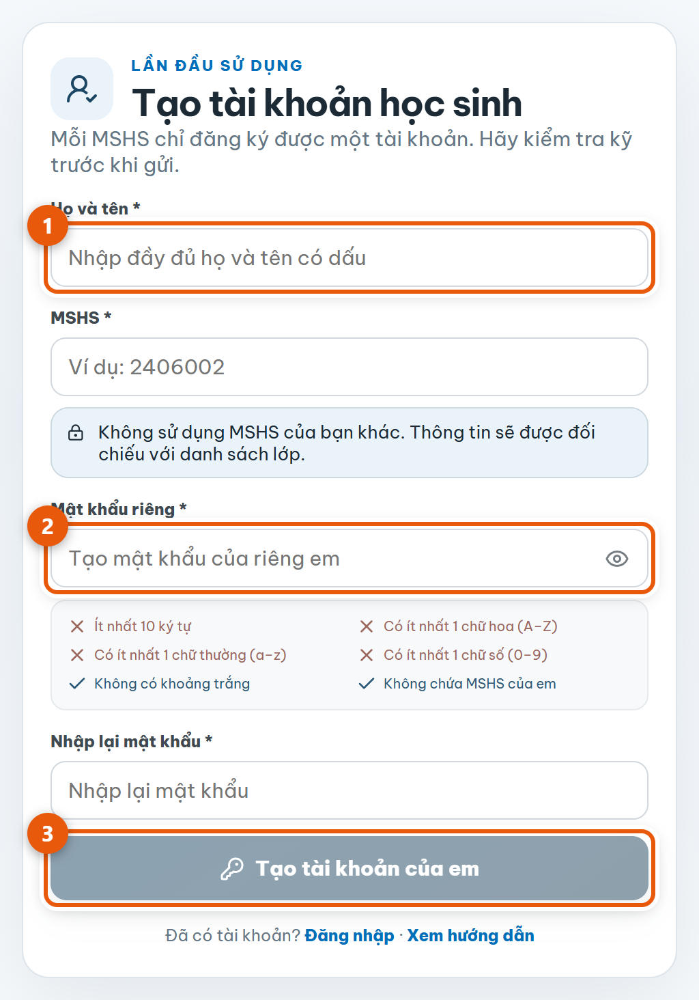 LẦN ĐẦU SỬ DỤNG
Tạo tài khoản học sinh
Mỗi MSHS chỉ đăng ký được một tài khoản. Hãy kiểm tra kỹ
trước khi gửi.
Họ và tên *
1
Nhập đầy đủ họ và tên có dấu
MSHS *
Ví dụ: 2406002
Không sử dụng MSHS của bạn khác. Thông tin sẽ được đối
chiếu với danh sách lớp.
Mật khẩu riêng *
2
Tạo mật khẩu của riêng em
Ít nhất 10 ký tự
Có ít nhất 1 chữ hoa (A–Z)
Có ít nhất 1 chữ thường (a–z)
Có ít nhất 1 chữ số (0–9)
Không có khoảng trắng
Không chứa MSHS của em
Nhập lại mật khẩu *
Nhập lại mật khẩu
3
Tạo tài khoản của em
Đã có tài khoản? Đăng nhập · Xem hướng dẫn